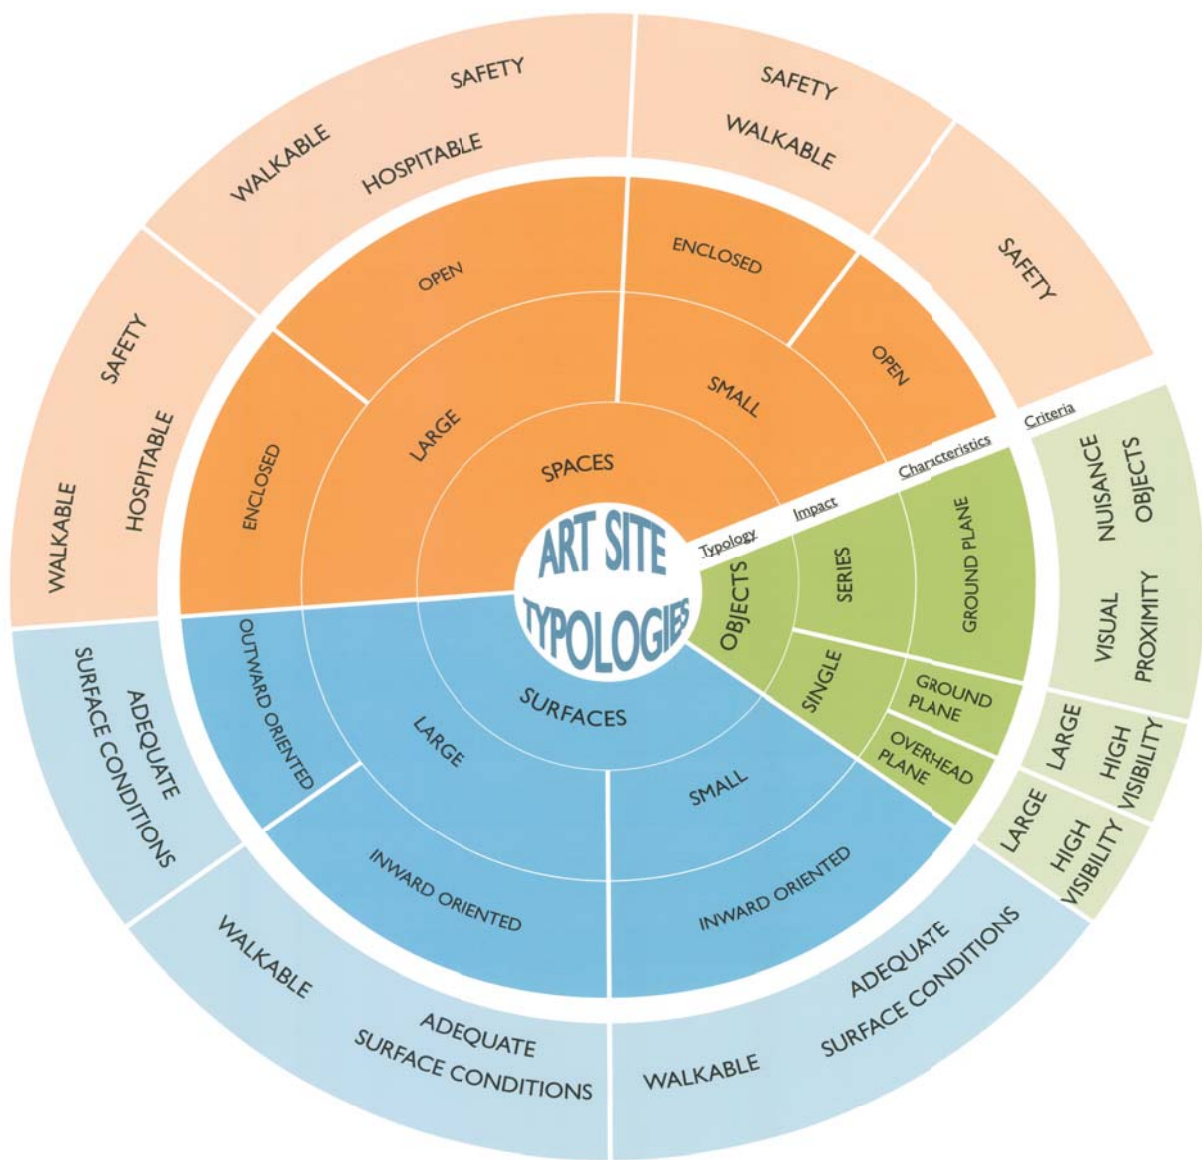 ART SITE
TYPOLOGIES
Typology
Impact
Characteristics
Criteria
SPACES
LARGE
SMALL
ENCLOSED
OPEN
ENCLOSED
OPEN
WALKABLE
SAFETY
HOSPITABLE
WALKABLE
SAFETY
HOSPITABLE
SAFETY
WALKABLE
SAFETY
OBJECTS
SERIES
SINGLE
GROUND PLANE
GROUND
PLANE
OVERHEAD
PLANE
NUISANCE
OBJECTS
VISUAL
PROXIMITY
LARGE
HIGH
VISIBILITY
LARGE
HIGH
VISIBILITY
SURFACES
LARGE
SMALL
OUTWARD ORIENTED
INWARD ORIENTED
INWARD ORIENTED
ADEQUATE
SURFACE CONDITIONS
WALKABLE
ADEQUATE
SURFACE CONDITIONS
WALKABLE
ADEQUATE
SURFACE CONDITIONS